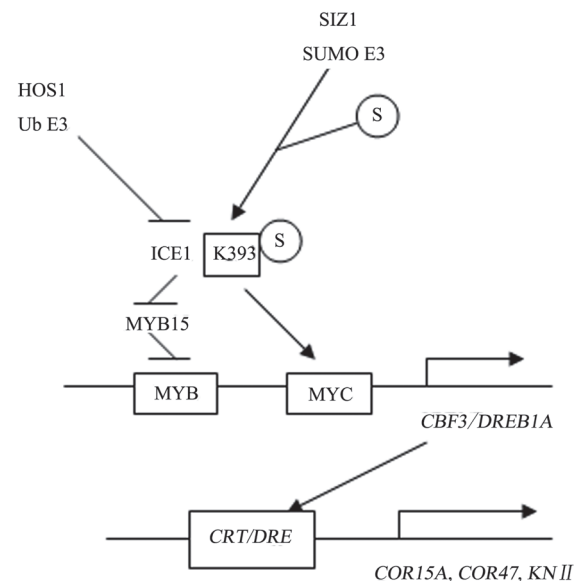 SIZ1
SUMO E3
HOS1
Ub E3
S
S
ICE1
K393
MYB15
MYB
MYC
CBF3/DREB1A
CRT/DRE
COR15A, COR47, KNⅡ